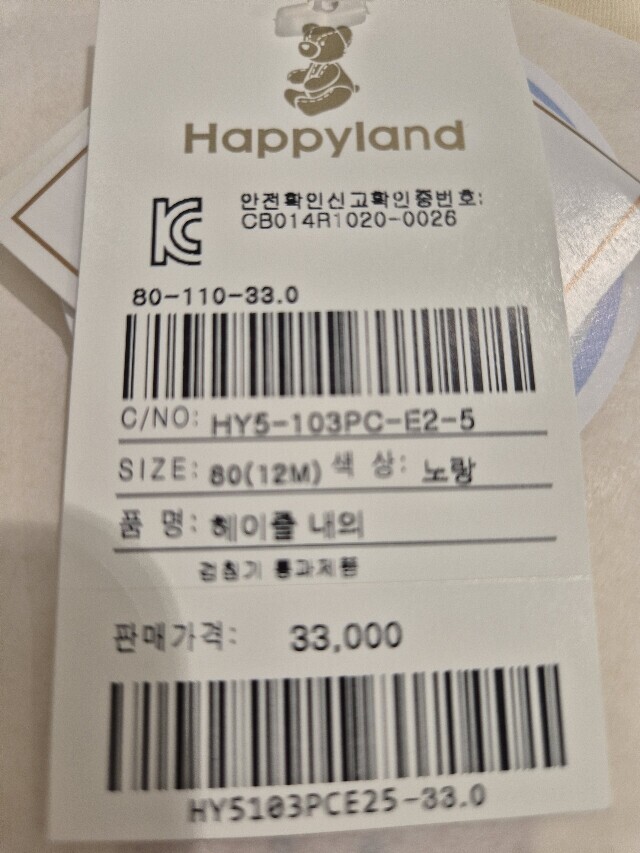 Happyland
안전확인신고확인증번호:
CB014R1020-0026
80-110-33.0
C/NO: HY5-103PC-E2-5
SIZE: 80(12M) 색 상: 노랑
품 명: 헤이즐 내의
검침기 통과제품
판매가격: 33,000
HY5103PCE25-33.0